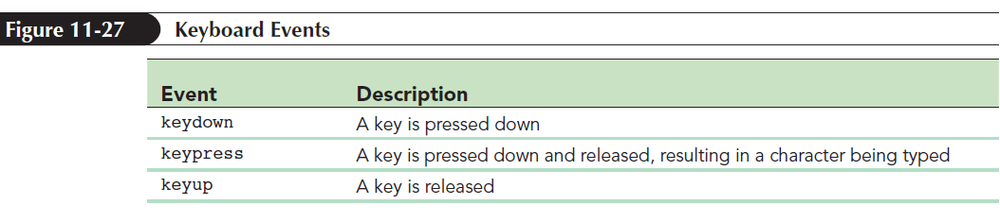 Figure 11-27 Keyboard Events
Event Description
keydown A key is pressed down
keypress A key is pressed down and released, resulting in a character being typed
keyup A key is released